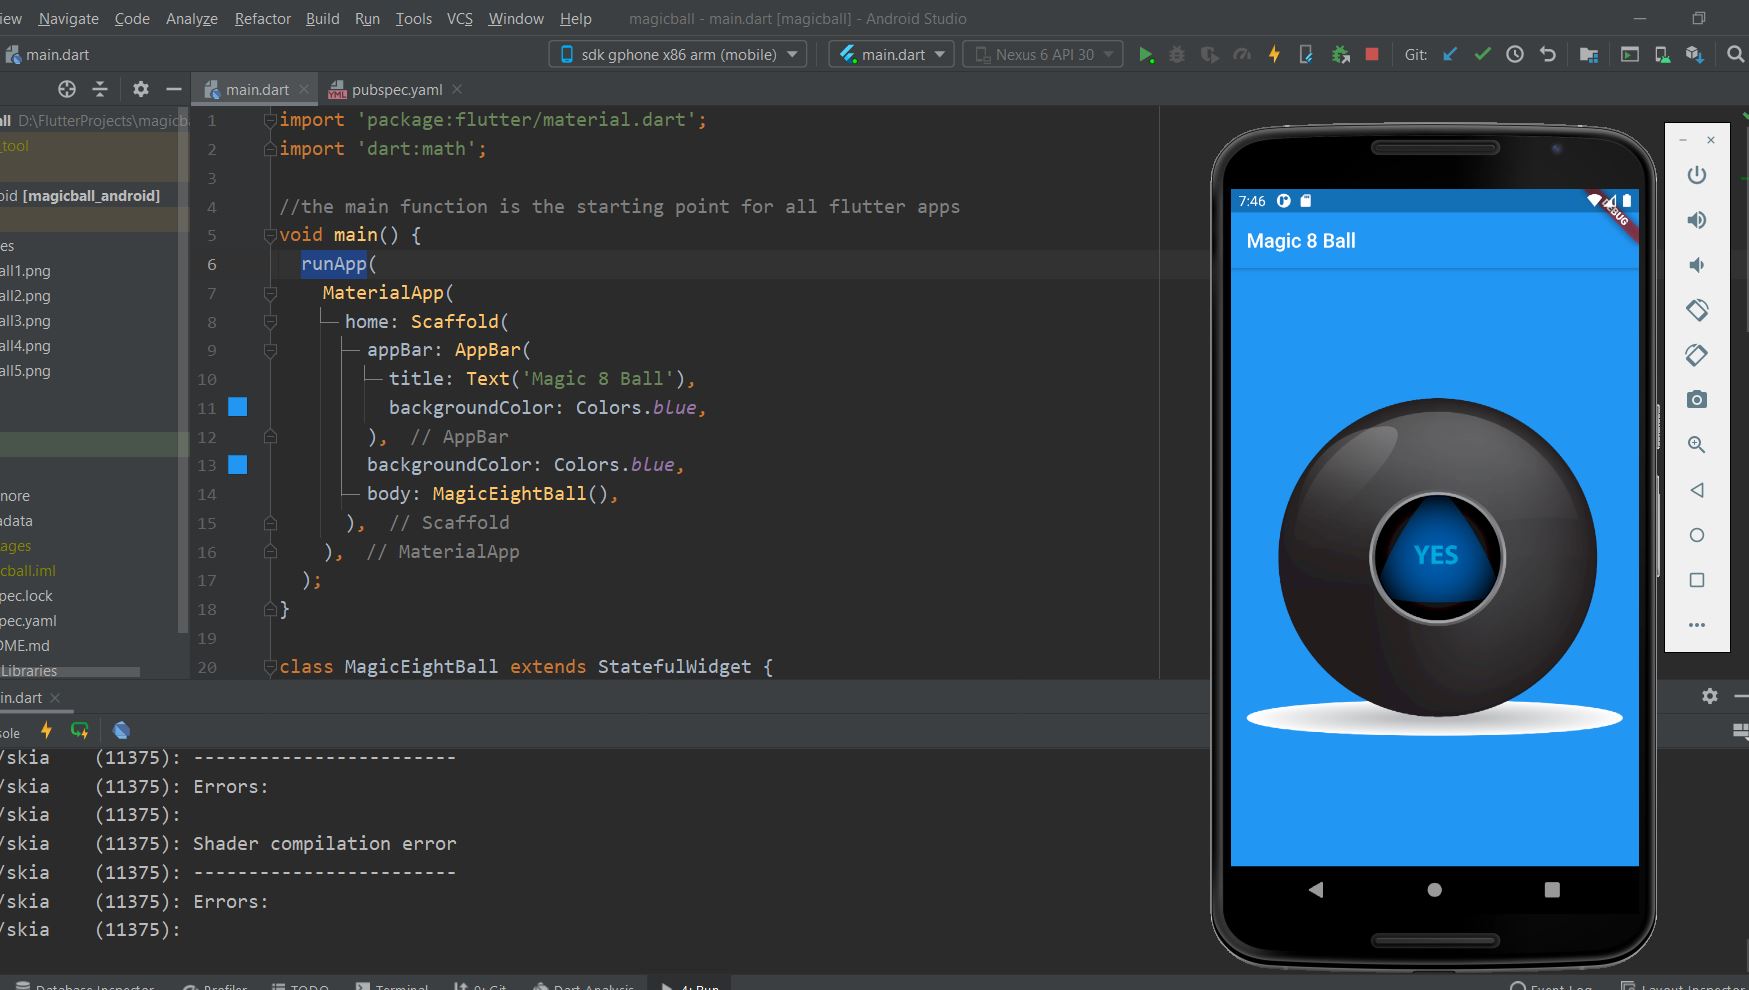 Navigate Code Analyze Refactor Build Run Tools VCS Window Help magicball - main.dart [magicball] - Android Studio
main.dart sdk gphone x86 arm (mobile) main.dart Nexus 6 API 30 Git:
main.dart pubspec.yaml
D:\FlutterProjects\magicb
_tool
[magicball_android]
all1.png
all2.png
all3.png
all4.png
all5.png
nore
adata
ages
cball.iml
pec.lock
pec.yaml
OME.md
Libraries
1 import 'package:flutter/material.dart';
2 import 'dart:math';
3
4 //the main function is the starting point for all flutter apps
5 void main() {
6 runApp(
7 MaterialApp(
8 home: Scaffold(
9 appBar: AppBar(
10 title: Text('Magic 8 Ball'),
11 backgroundColor: Colors.blue,
12 ), // AppBar
13 backgroundColor: Colors.blue,
14 body: MagicEightBall(),
15 ), // Scaffold
16 ), // MaterialApp
17 );
18 }
19
20 class MagicEightBall extends StatefulWidget {
7:46
DEBUG
Magic 8 Ball
YES
in.dart
sole
/skia (11375): ------------------------
/skia (11375): Errors:
/skia (11375):
/skia (11375): Shader compilation error
/skia (11375): ------------------------
/skia (11375): Errors:
/skia (11375):
Database Inspector Profiler TODO Terminal 9: Git Dart Analysis 4: Run Event Log Layout Inspector